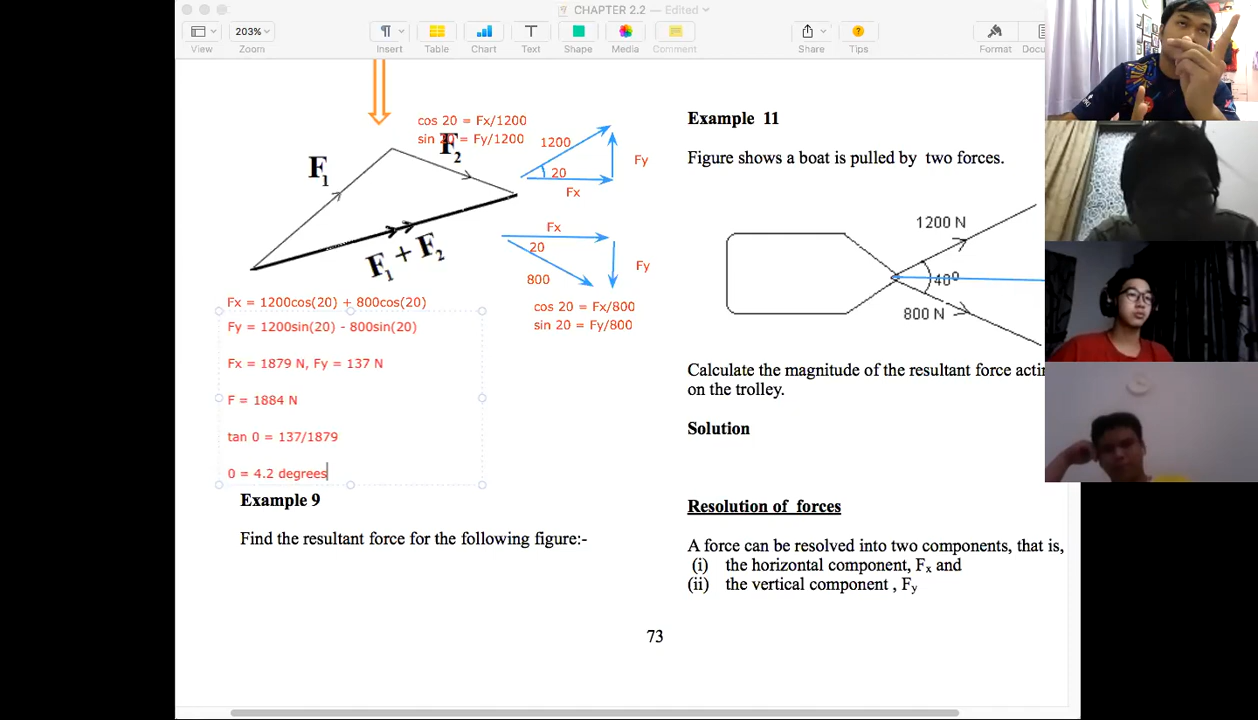 CHAPTER 2.2 — Edited
203%
View
Zoom
Insert
Table
Chart
Text
Shape
Media
Comment
Share
Tips
Format
cos 20 = Fx/1200
sin 20 = Fy/1200
F1
F2
F1 + F2
1200
20
Fx
Fy
Fx
20
800
Fy
cos 20 = Fx/800
sin 20 = Fy/800
Fx = 1200cos(20) + 800cos(20)
Fy = 1200sin(20) - 800sin(20)
Fx = 1879 N, Fy = 137 N
F = 1884 N
tan 0 = 137/1879
0 = 4.2 degrees
Example 9
Find the resultant force for the following figure:-
Example 11
Figure shows a boat is pulled by two forces.
1200 N
40º
800 N
Calculate the magnitude of the resultant force
on the trolley.
Solution
Resolution of forces
A force can be resolved into two components, that is,
(i) the horizontal component, Fx and
(ii) the vertical component , Fy
73